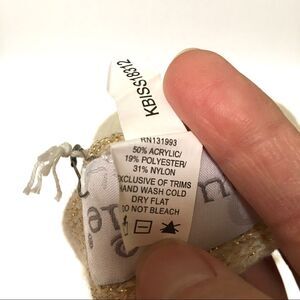 KBISS18312
RN131993
50% ACRYLIC/
19% POLYESTER/
31% NYLON
EXCLUSIVE OF TRIMS
HAND WASH COLD
DRY FLAT
DO NOT BLEACH